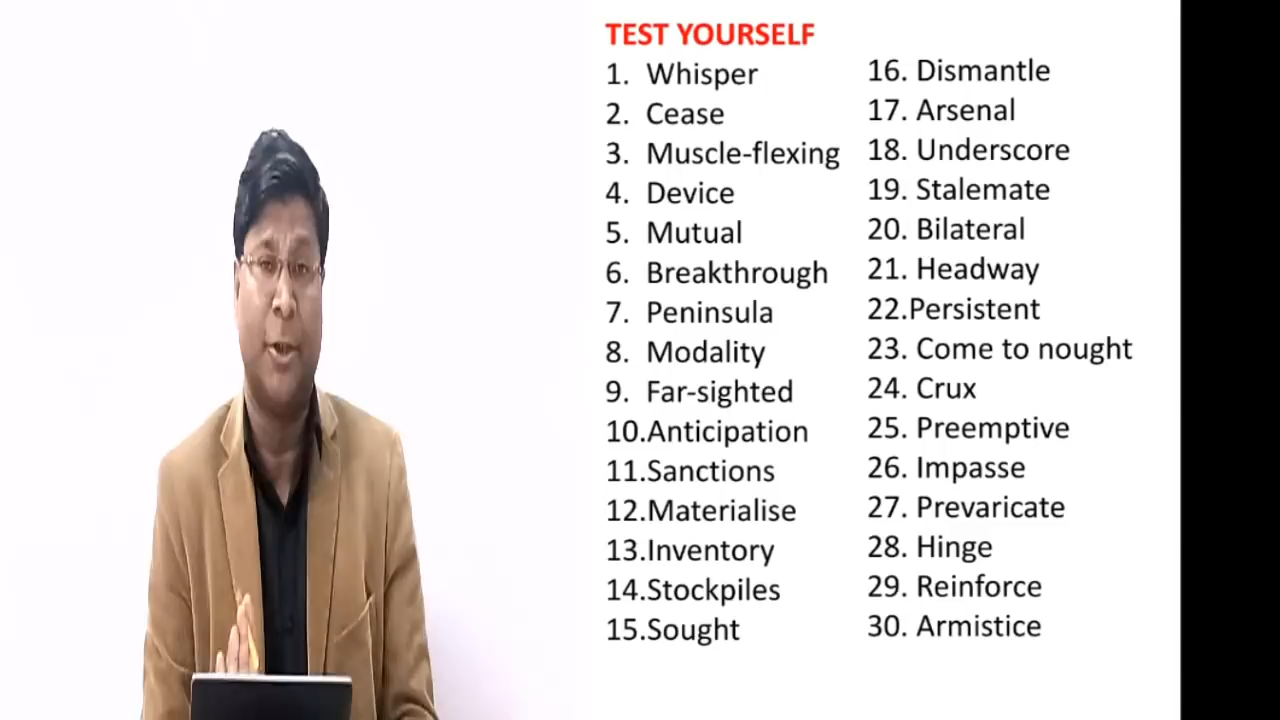 TEST YOURSELF
1. Whisper
2. Cease
3. Muscle-flexing
4. Device
5. Mutual
6. Breakthrough
7. Peninsula
8. Modality
9. Far-sighted
10.Anticipation
11.Sanctions
12.Materialise
13.Inventory
14.Stockpiles
15.Sought
16. Dismantle
17. Arsenal
18. Underscore
19. Stalemate
20. Bilateral
21. Headway
22.Persistent
23. Come to nought
24. Crux
25. Preemptive
26. Impasse
27. Prevaricate
28. Hinge
29. Reinforce
30. Armistice